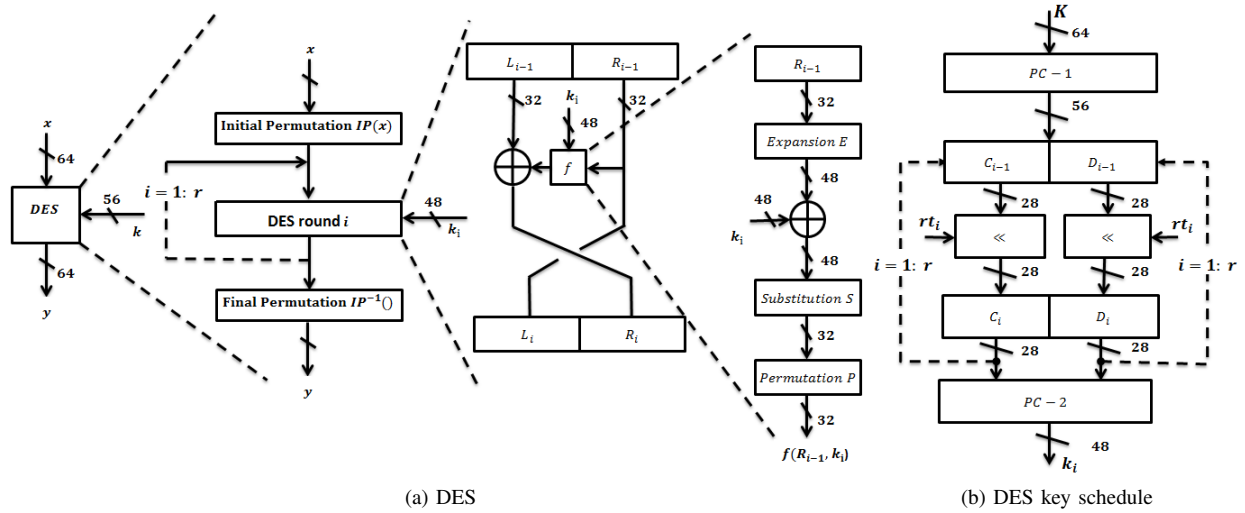 x
64
DES
56
k
64
y
x
Initial Permutation IP(x)
i = 1: r
DES round i
48
k_i
Final Permutation IP^{-1}()
y
L_{i-1} R_{i-1}
32 k_i 32
48
f
L_i R_i
R_{i-1}
32
Expansion E
48
48
k_i
48
Substitution S
32
Permutation P
32
f(R_{i-1}, k_i)
K
64
PC − 1
56
C_{i-1} D_{i-1}
28 28
rt_i ≪ ≪ rt_i
i = 1: r 28 28 i = 1: r
C_i D_i
28 28
PC − 2
48
k_i
(a) DES
(b) DES key schedule